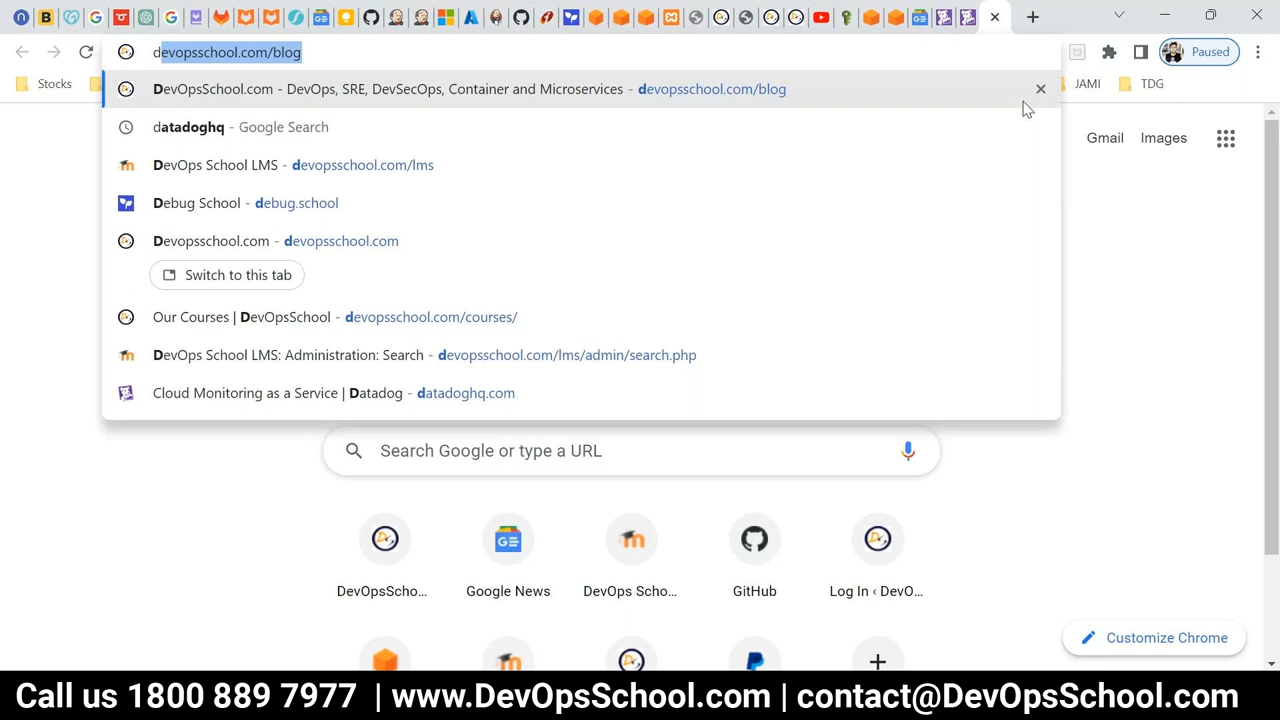 devopsschool.com/blog
Paused
Stocks
JAMI
TDG
DevOpsSchool.com - DevOps, SRE, DevSecOps, Container and Microservices - devopsschool.com/blog
datadoghq - Google Search
Gmail
Images
DevOps School LMS - devopsschool.com/lms
Debug School - debug.school
Devopsschool.com - devopsschool.com
Switch to this tab
Our Courses | DevOpsSchool - devopsschool.com/courses/
DevOps School LMS: Administration: Search - devopsschool.com/lms/admin/search.php
Cloud Monitoring as a Service | Datadog - datadoghq.com
Search Google or type a URL
DevOpsScho...
Google News
DevOps Scho...
GitHub
Log In ‹ DevO...
Customize Chrome
Call us 1800 889 7977 | www.DevOpsSchool.com | contact@DevOpsSchool.com